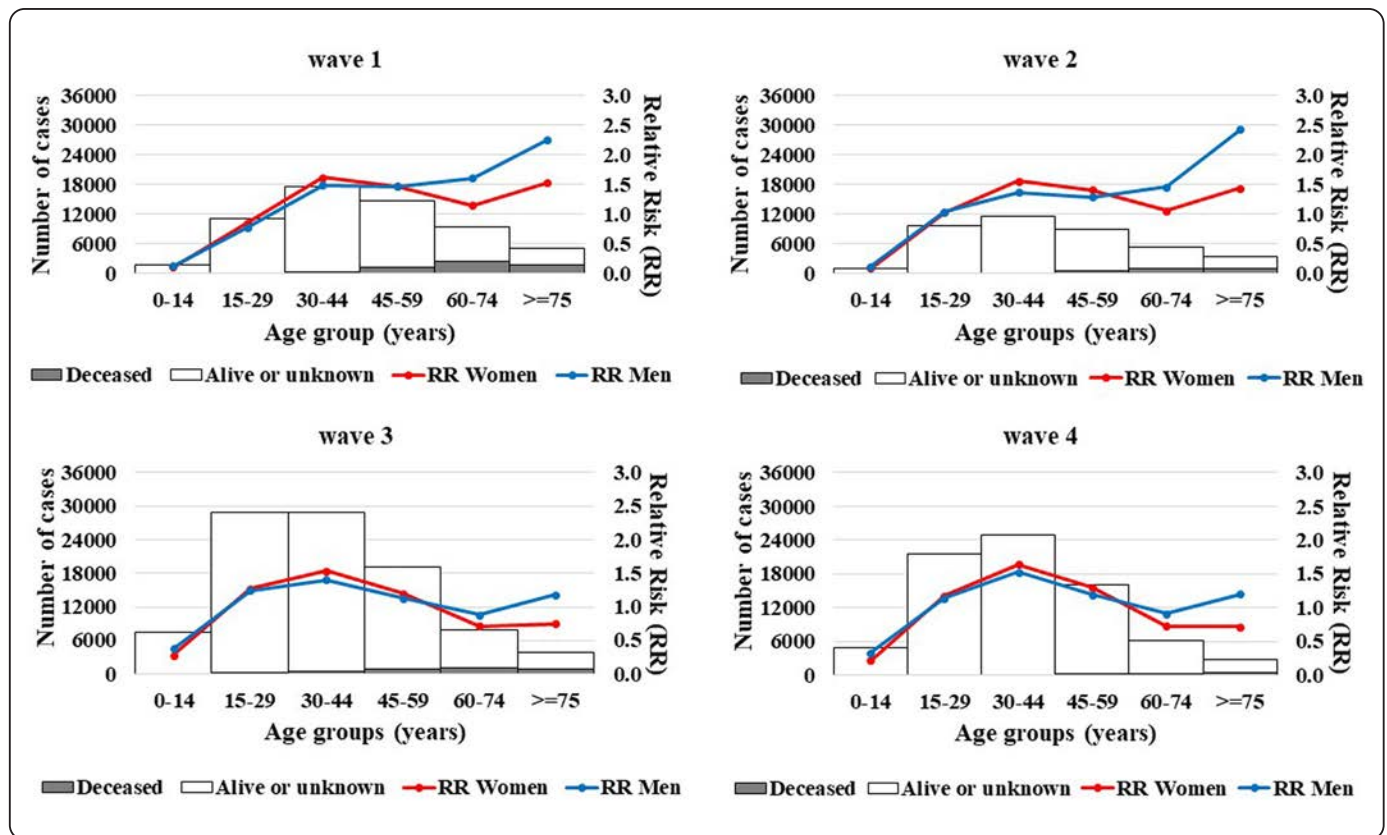 wave 1
Number of cases
36000
30000
24000
18000
12000
6000
0
3.0
2.5
2.0
1.5
1.0
0.5
0.0
Relative Risk (RR)
0-14 15-29 30-44 45-59 60-74 >=75
Age group (years)
Deceased Alive or unknown RR Women RR Men
wave 2
Number of cases
36000
30000
24000
18000
12000
6000
0
3.0
2.5
2.0
1.5
1.0
0.5
0.0
Relative Risk (RR)
0-14 15-29 30-44 45-59 60-74 >=75
Age groups (years)
Deceased Alive or unknown RR Women RR Men
wave 3
Number of cases
36000
30000
24000
18000
12000
6000
0
3.0
2.5
2.0
1.5
1.0
0.5
0.0
Relative Risk (RR)
0-14 15-29 30-44 45-59 60-74 >=75
Age groups (years)
Deceased Alive or unknown RR Women RR Men
wave 4
Number of cases
36000
30000
24000
18000
12000
6000
0
3.0
2.5
2.0
1.5
1.0
0.5
0.0
Relative Risk (RR)
0-14 15-29 30-44 45-59 60-74 >=75
Age groups (years)
Deceased Alive or unknown RR Women RR Men